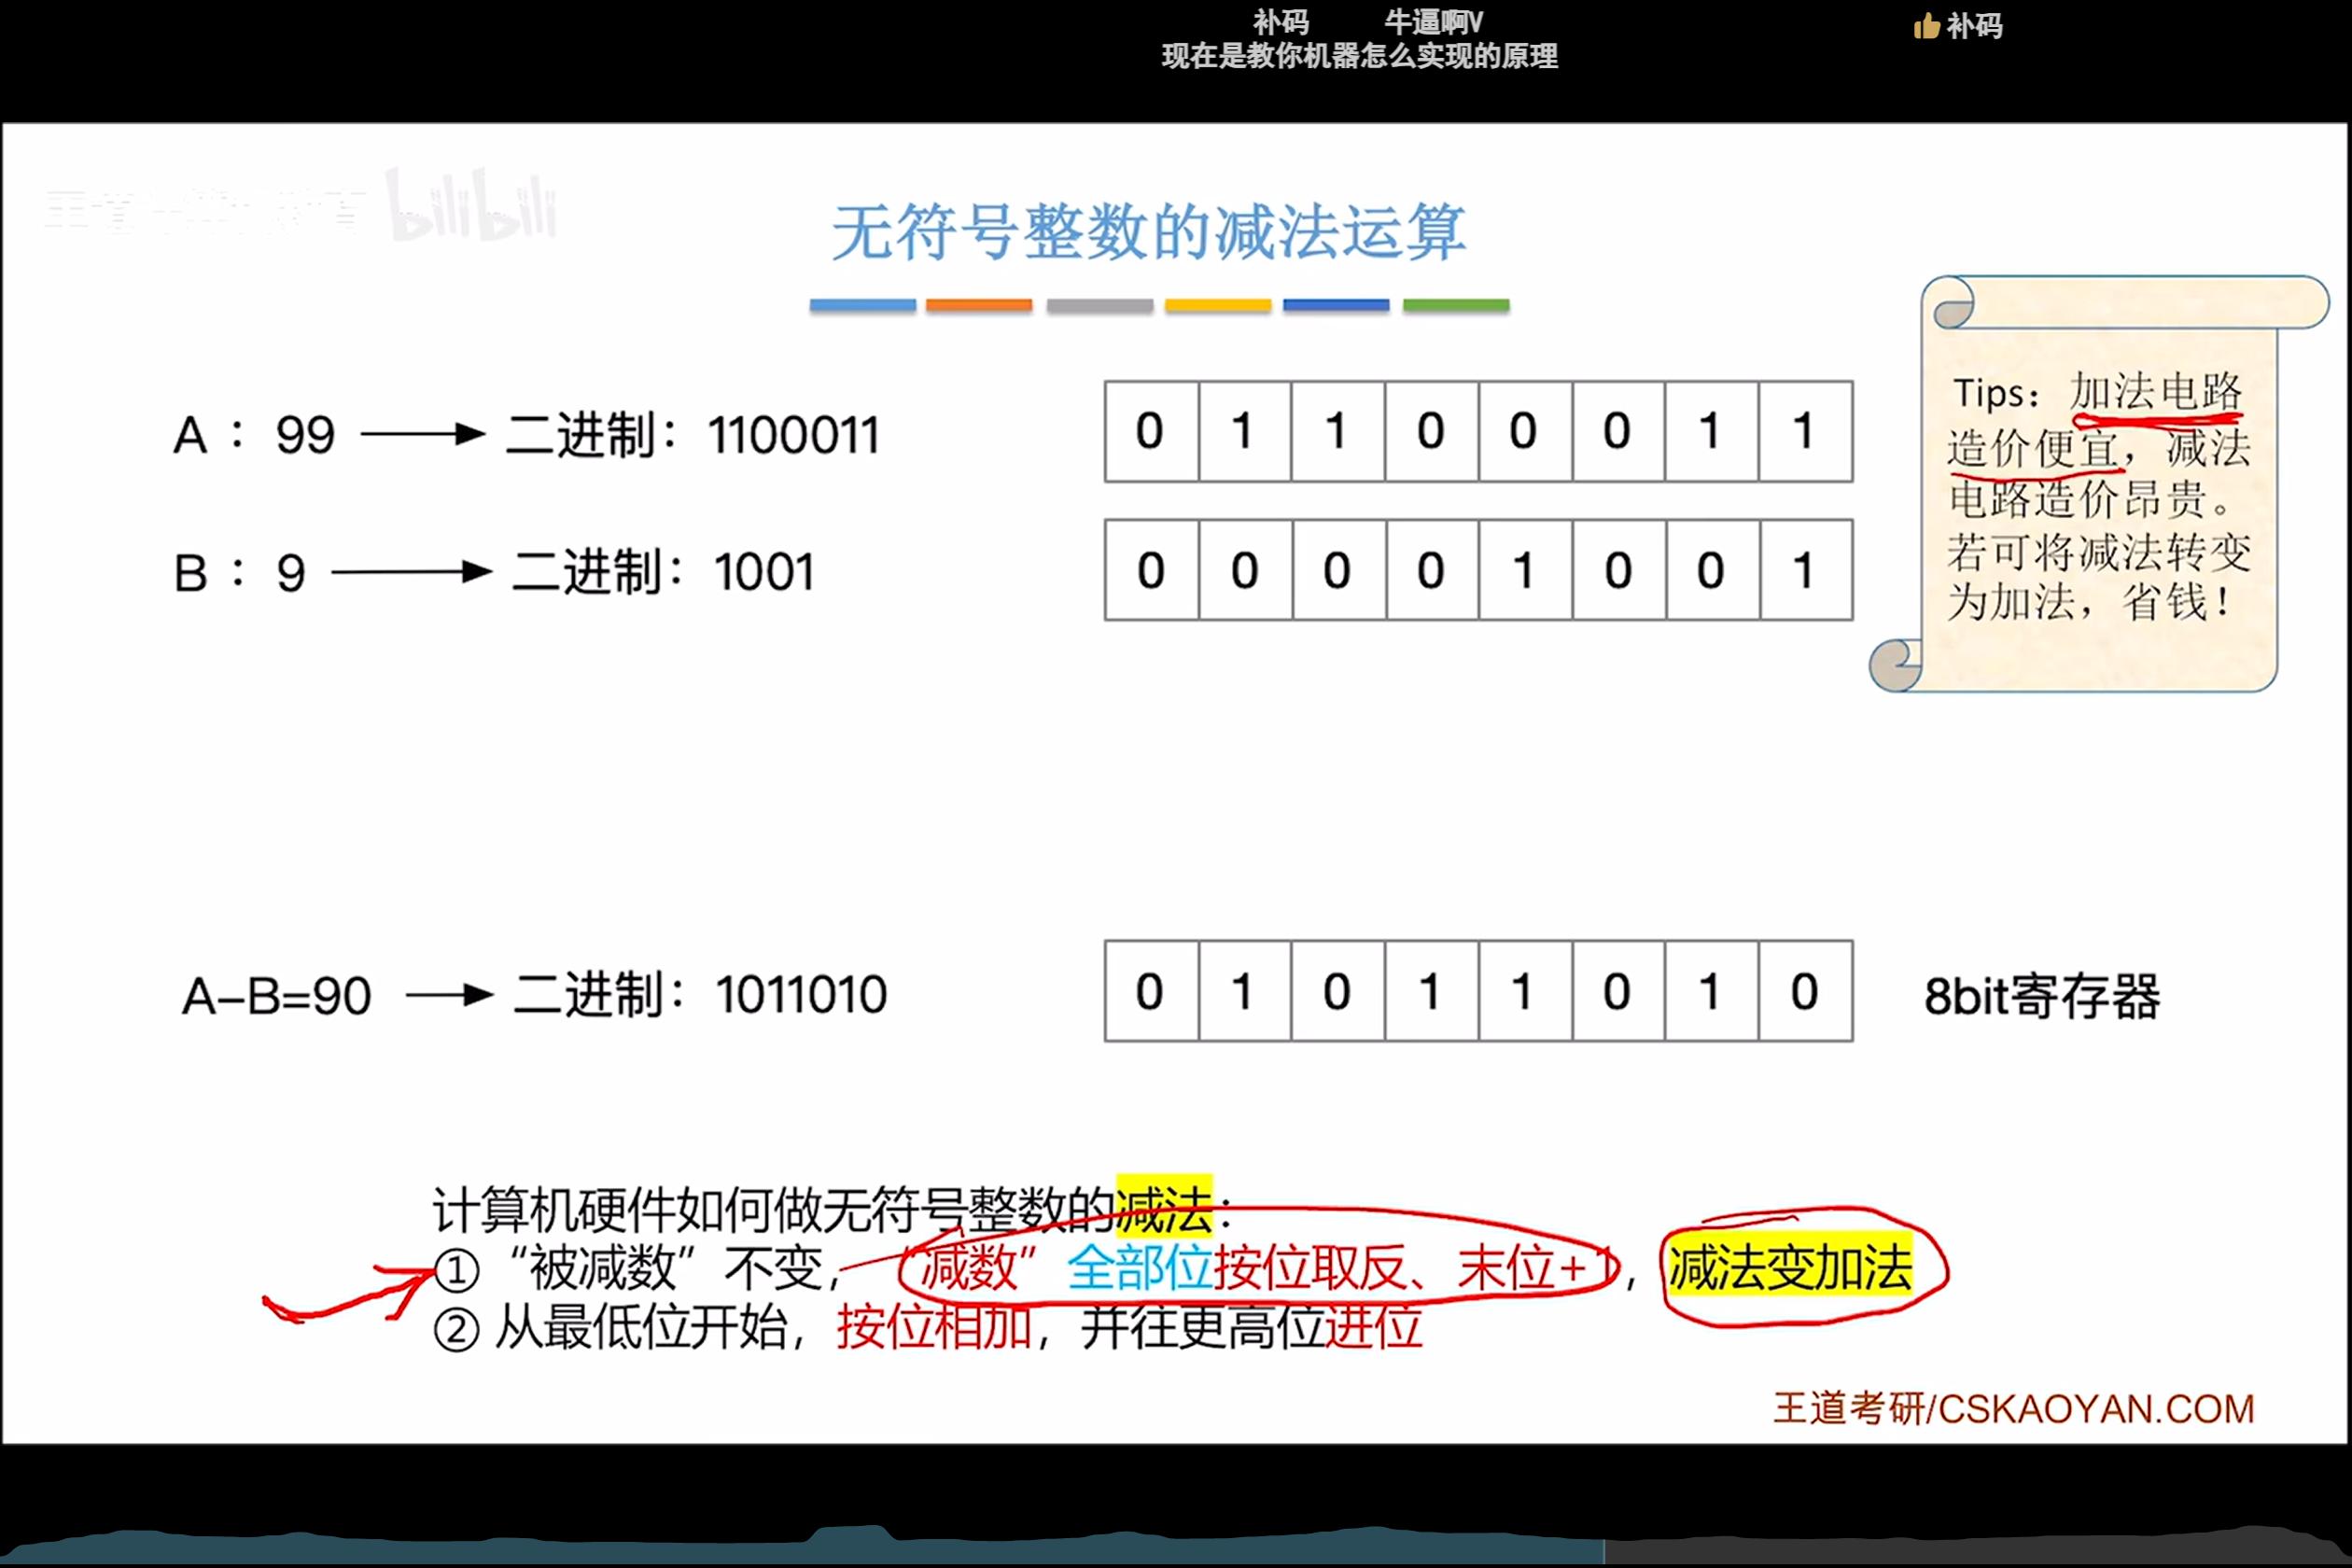 补码 牛逼啊V 👍补码
现在是教你机器怎么实现的原理
bilibili
无符号整数的减法运算
A : 99 → 二进制：1100011 0 1 1 0 0 0 1 1
B : 9 → 二进制：1001 0 0 0 0 1 0 0 1
Tips：加法电路
造价便宜，减法
电路造价昂贵。
若可将减法转变
为加法，省钱！
A-B=90 → 二进制：1011010 0 1 0 1 1 0 1 0 8bit寄存器
计算机硬件如何做无符号整数的减法：
①“被减数”不变，“减数”全部位按位取反、末位+1，减法变加法
②从最低位开始，按位相加，并往更高位进位
王道考研/CSKAOYAN.COM